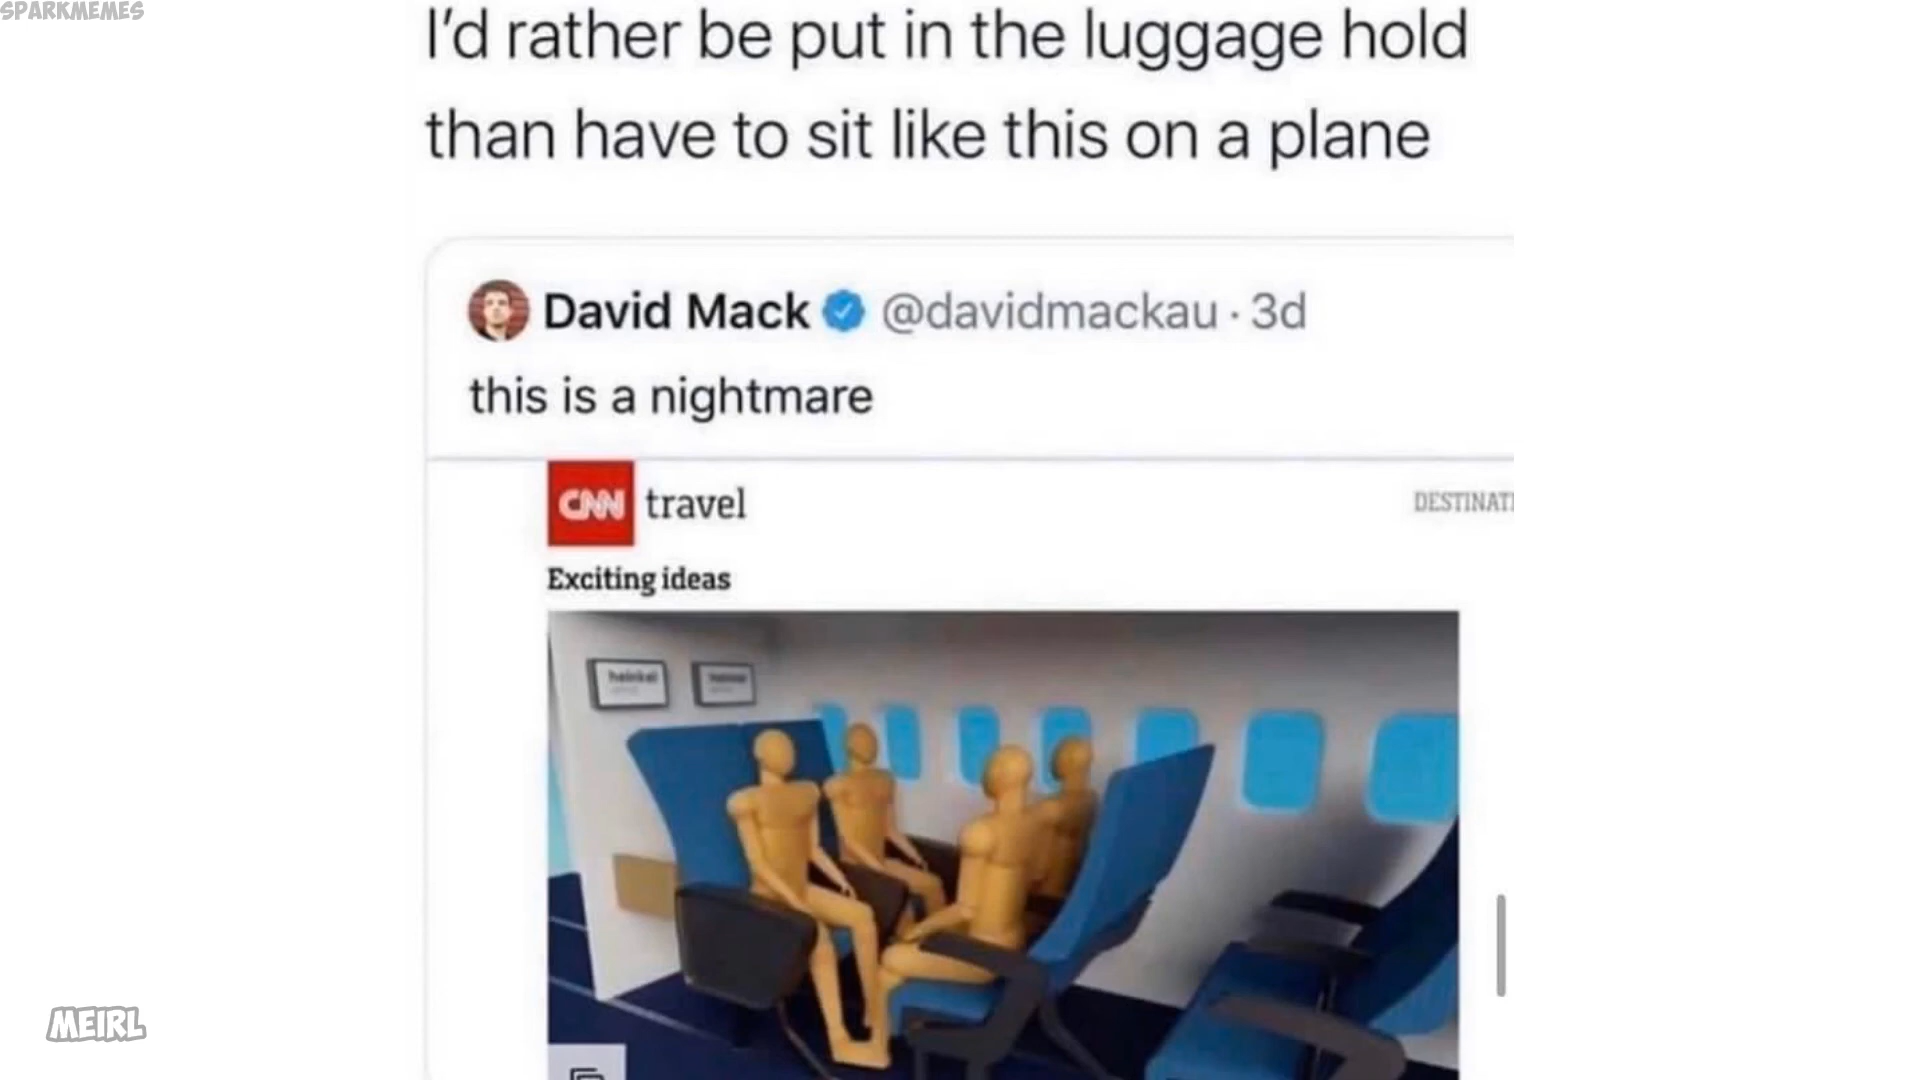 SPARKMEMES
I'd rather be put in the luggage hold
than have to sit like this on a plane
David Mack @davidmackau · 3d
this is a nightmare
CNN travel DESTINATI
Exciting ideas
heinkel
MEIRL